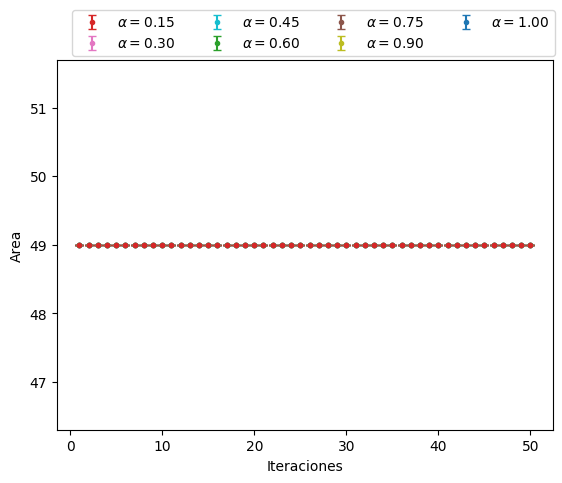 α = 0.15 α = 0.45 α = 0.75 α = 1.00
α = 0.30 α = 0.60 α = 0.90
51
50
49
48
47
Area
0 10 20 30 40 50
Iteraciones